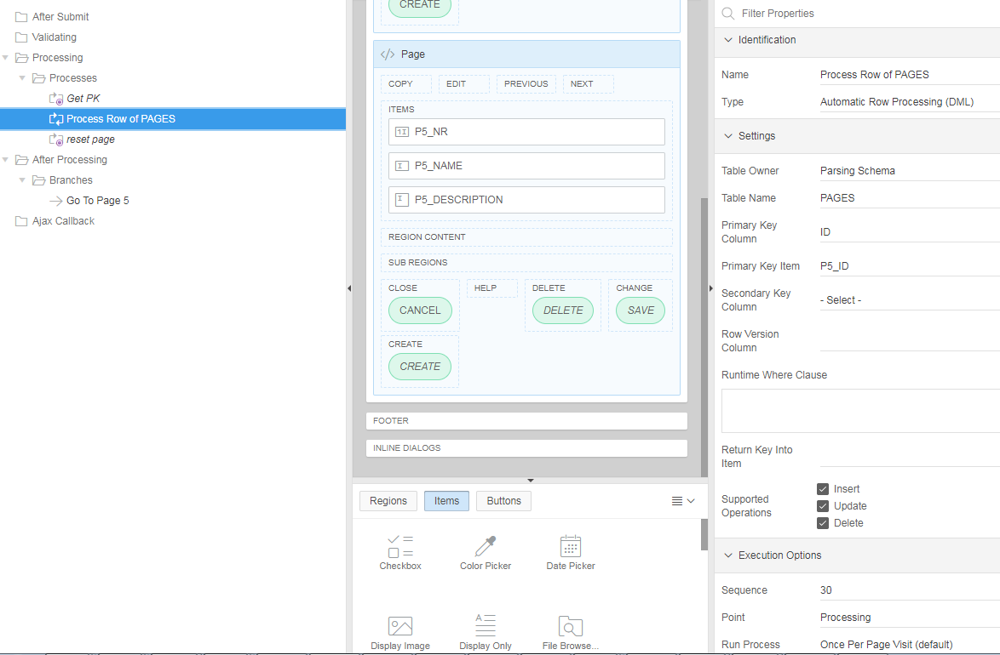 After Submit
Validating
Processing
Processes
Get PK
Process Row of PAGES
reset page
After Processing
Branches
Go To Page 5
Ajax Callback
CREATE
Page
COPY EDIT PREVIOUS NEXT
ITEMS
P5_NR
P5_NAME
P5_DESCRIPTION
REGION CONTENT
SUB REGIONS
CLOSE HELP DELETE CHANGE
CANCEL DELETE SAVE
CREATE
CREATE
FOOTER
INLINE DIALOGS
Regions Items Buttons
Checkbox Color Picker Date Picker
A
Display Image Display Only File Browse...
Filter Properties
Identification
Name Process Row of PAGES
Type Automatic Row Processing (DML)
Settings
Table Owner Parsing Schema
Table Name PAGES
Primary Key
Column ID
Primary Key Item P5_ID
Secondary Key
Column - Select -
Row Version
Column
Runtime Where Clause
Return Key Into
Item
Supported
Operations
Insert
Update
Delete
Execution Options
Sequence 30
Point Processing
Run Process Once Per Page Visit (default)